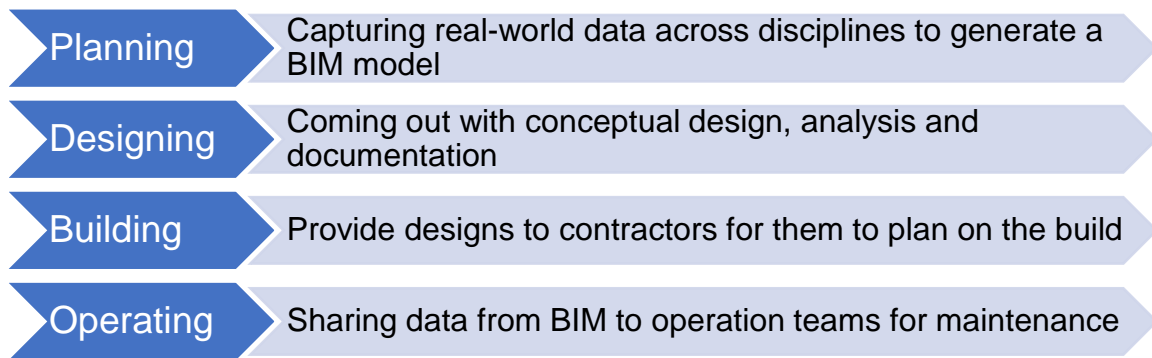 Planning
Capturing real-world data across disciplines to generate a
BIM model
Designing
Coming out with conceptual design, analysis and
documentation
Building
Provide designs to contractors for them to plan on the build
Operating
Sharing data from BIM to operation teams for maintenance